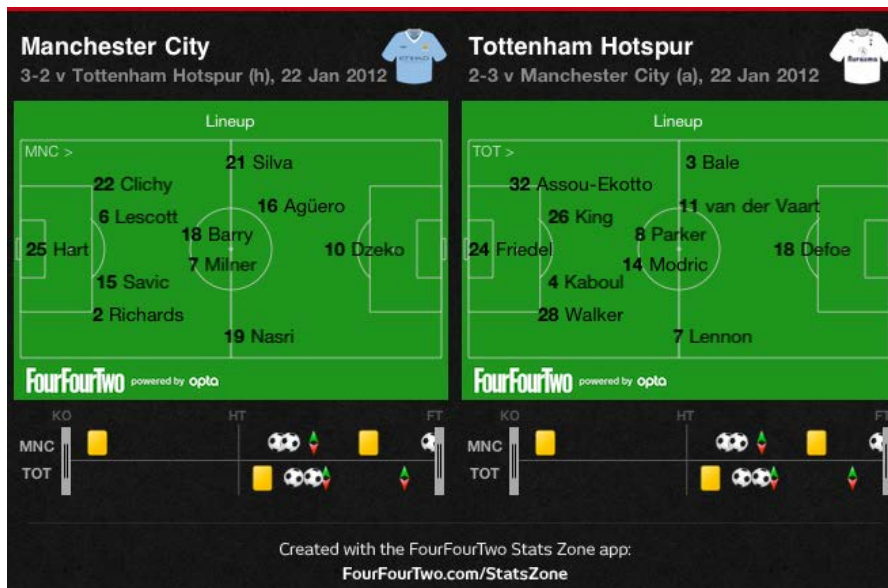 Manchester City
3-2 v Tottenham Hotspur (h), 22 Jan 2012
ETIHAD
Lineup
MNC >
21 Silva
22 Clichy
16 Agüero
6 Lescott
18 Barry
25 Hart
10 Dzeko
7 Milner
15 Savic
2 Richards
19 Nasri
FourFourTwo powered by opta
Tottenham Hotspur
2-3 v Manchester City (a), 22 Jan 2012
Lineup
TOT >
3 Bale
32 Assou-Ekotto
11 van der Vaart
26 King
8 Parker
24 Friedel
18 Defoe
14 Modric
4 Kaboul
28 Walker
7 Lennon
FourFourTwo powered by opta
KO HT FT
MNC
TOT
KO HT FT
MNC
TOT
Created with the FourFourTwo Stats Zone app:
FourFourTwo.com/StatsZone